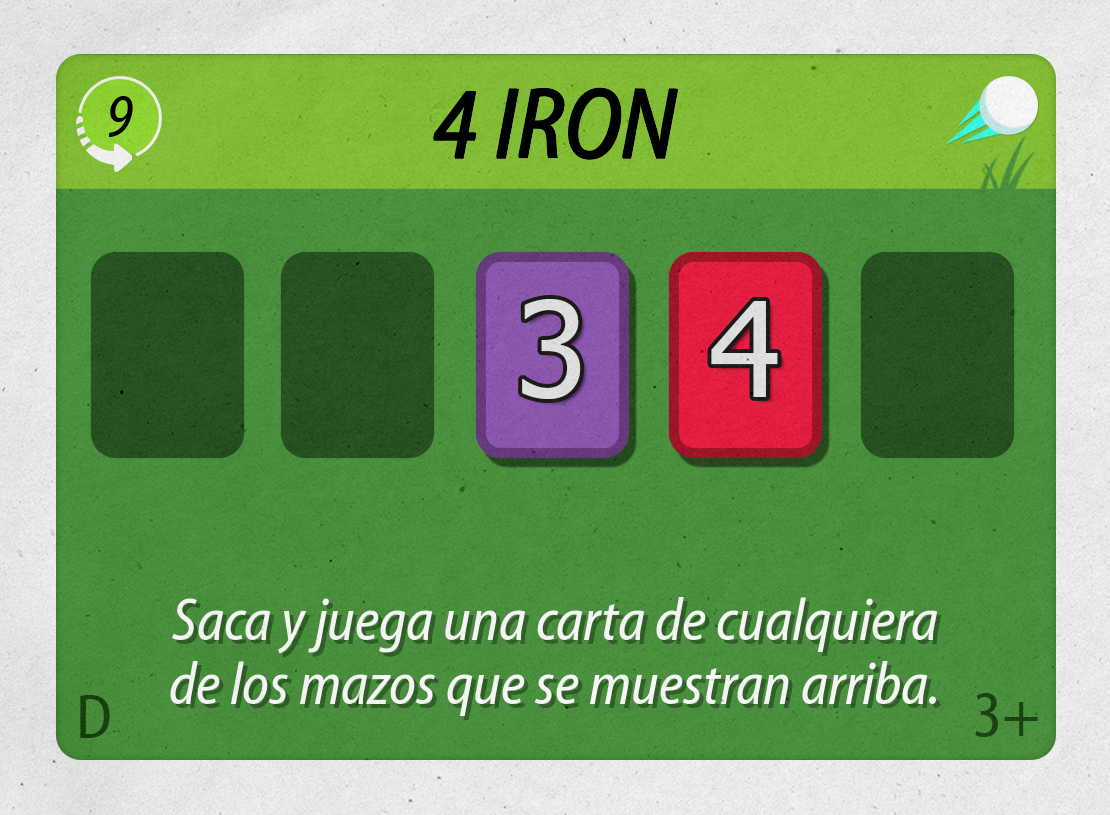 9
4 IRON
3
4
Saca y juega una carta de cualquiera
de los mazos que se muestran arriba.
D
3+